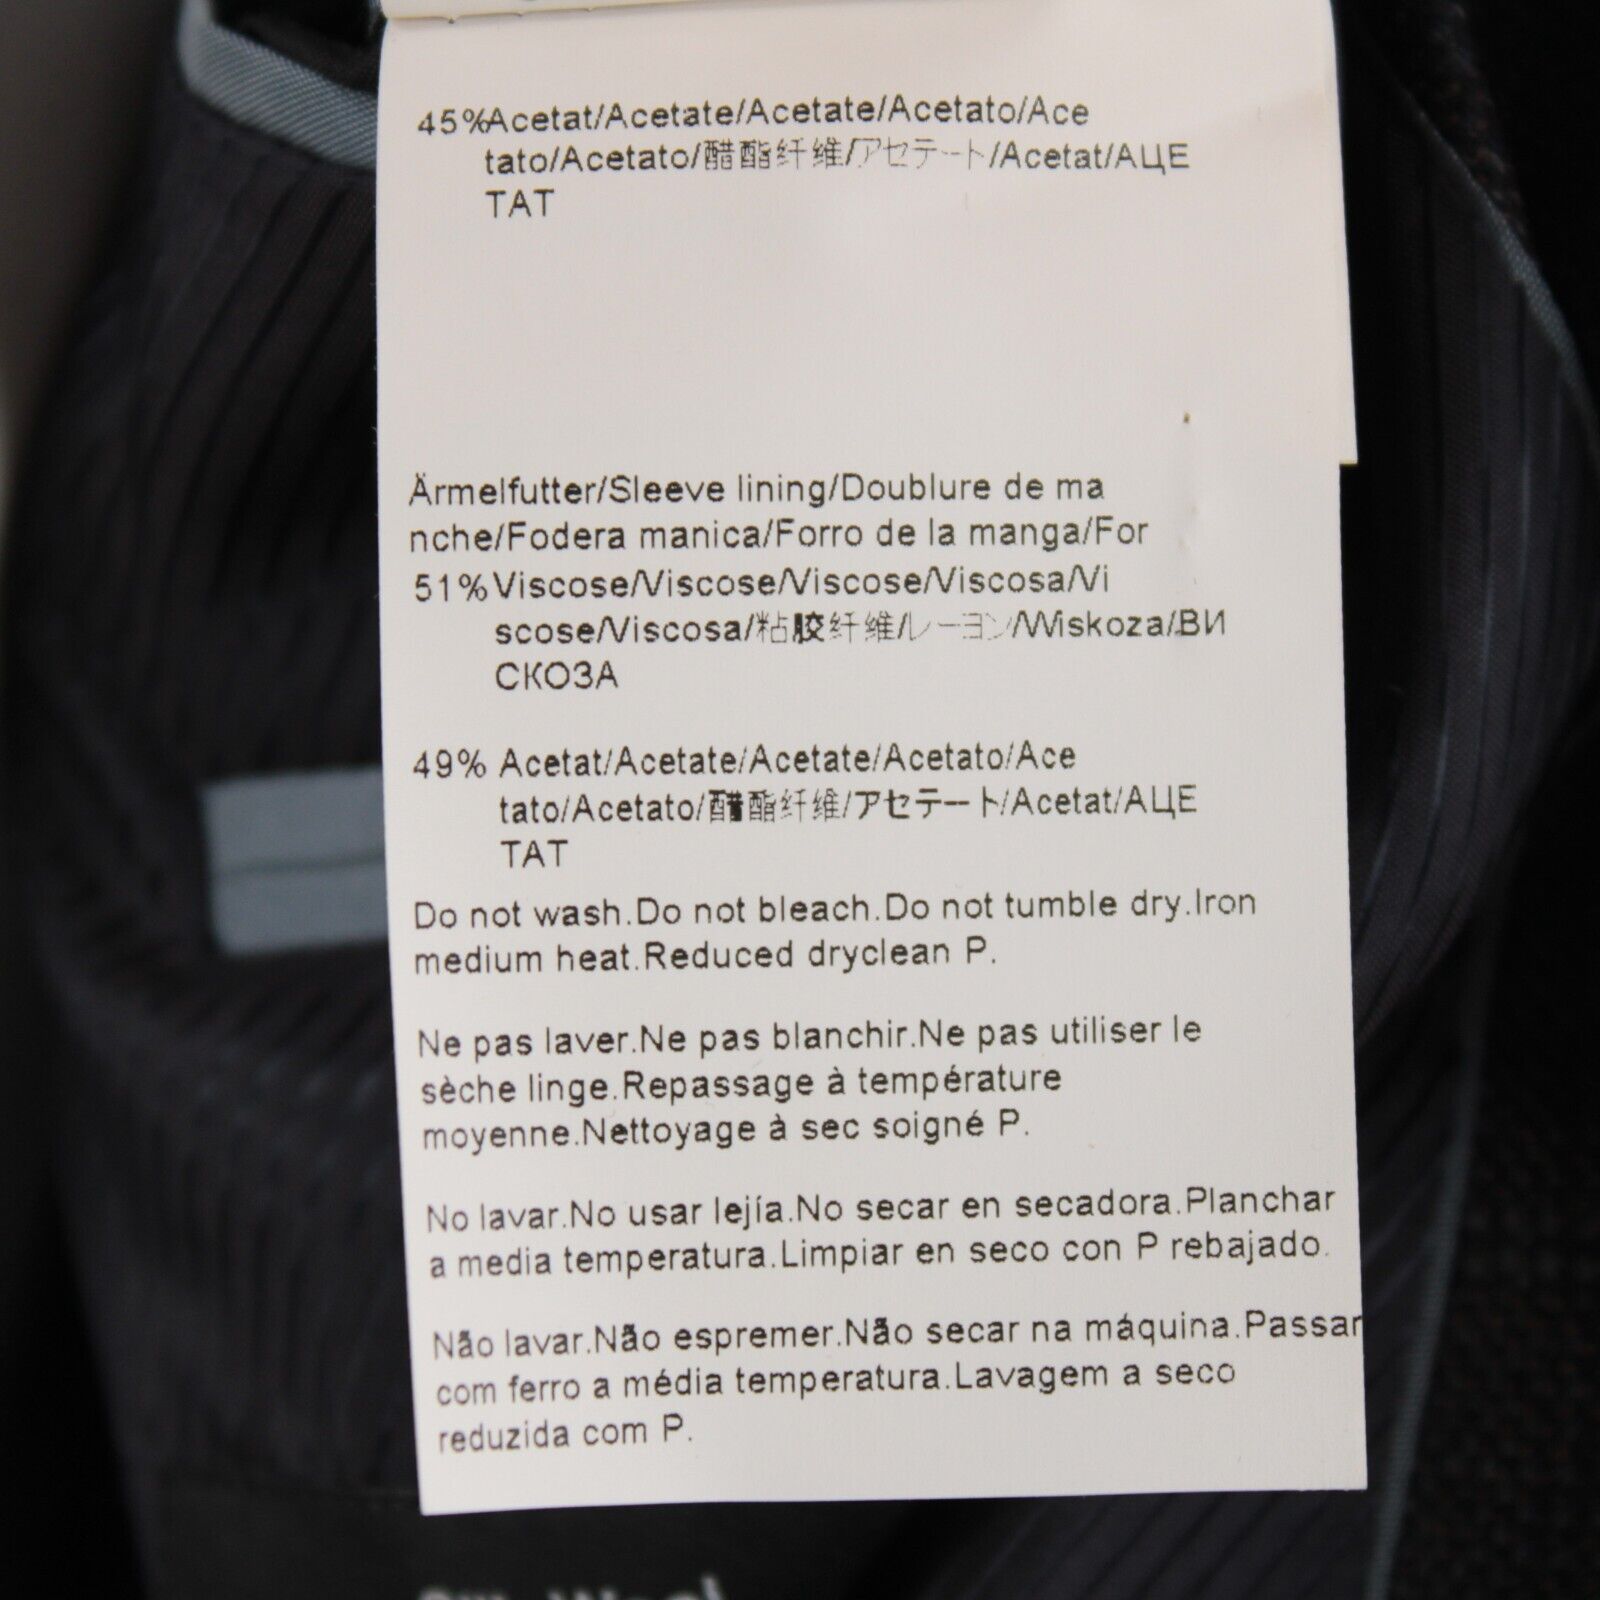 45%Acetat/Acetate/Acetate/Acetato/Ace
tato/Acetato/醋酯纤维/アセテート/Acetat/АЦЕ
ТАТ
Ärmelfutter/Sleeve lining/Doublure de ma
nche/Fodera manica/Forro de la manga/For
51%Viscose/Viscose/Viscose/Viscosa/Vi
scose/Viscosa/粘胶纤维/レーヨン/Wiskoza/ВИ
СКОЗА
49% Acetat/Acetate/Acetate/Acetato/Ace
tato/Acetato/醋酯纤维/アセテート/Acetat/АЦЕ
ТАТ
Do not wash.Do not bleach.Do not tumble dry.Iron
medium heat.Reduced dryclean P.
Ne pas laver.Ne pas blanchir.Ne pas utiliser le
sèche linge.Repassage à température
moyenne.Nettoyage à sec soigné P.
No lavar.No usar lejía.No secar en secadora.Planchar
a media temperatura.Limpiar en seco con P rebajado.
Não lavar.Não espremer.Não secar na máquina.Passar
com ferro a média temperatura.Lavagem a seco
reduzida com P.